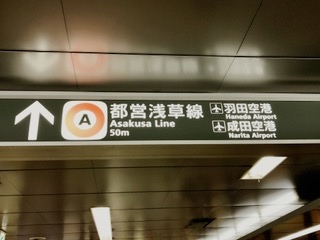 A
都営浅草線
Asakusa Line
50m
羽田空港
Haneda Airport
成田空港
Narita Airport